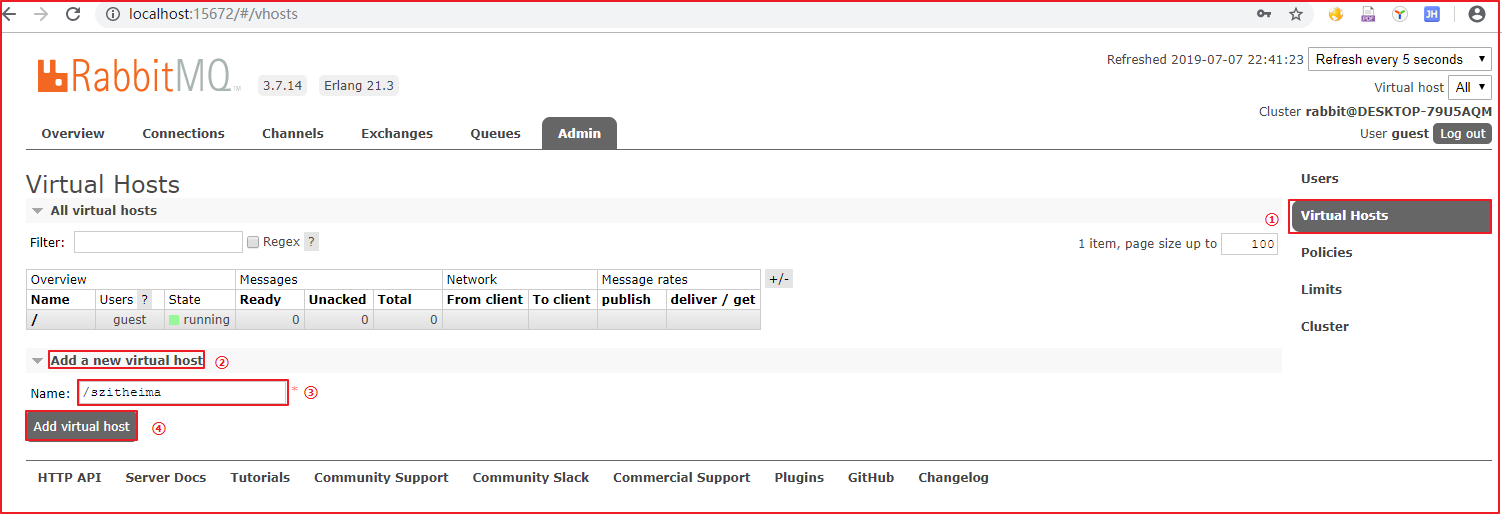 localhost:15672/#/vhosts
PDF JH
RabbitMQ TM 3.7.14 Erlang 21.3
Refreshed 2019-07-07 22:41:23 Refresh every 5 seconds
Virtual host All
Cluster rabbit@DESKTOP-79U5AQM
User guest Log out
Overview Connections Channels Exchanges Queues Admin
Virtual Hosts
All virtual hosts
Filter: Regex ?
1 item, page size up to 100
Overview Messages Network Message rates +/-
Name Users ? State Ready Unacked Total From client To client publish deliver / get
/ guest running 0 0 0
Add a new virtual host ②
Name: /szitheima * ③
Add virtual host ④
Users
① Virtual Hosts
Policies
Limits
Cluster
HTTP API Server Docs Tutorials Community Support Community Slack Commercial Support Plugins GitHub Changelog